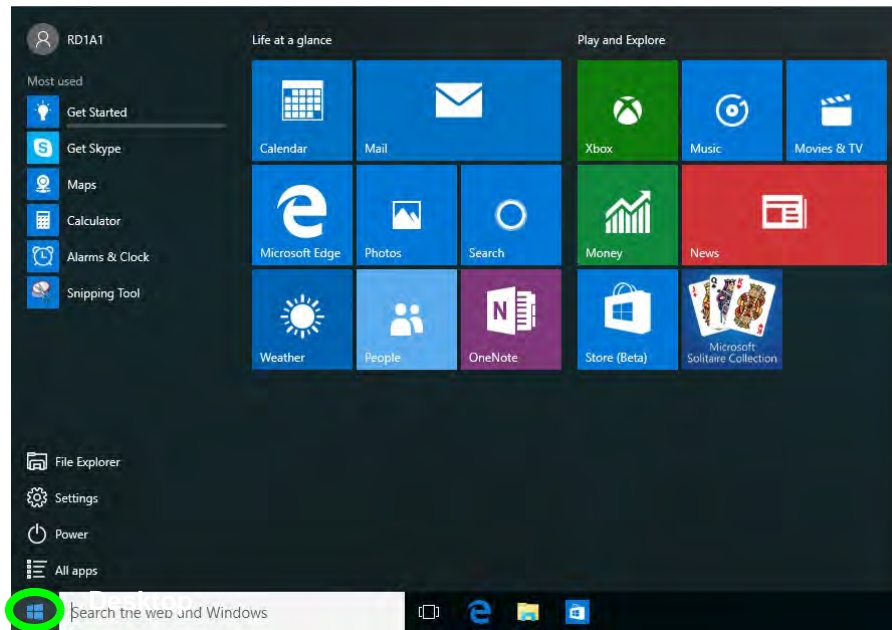 RD1A1
Most used
Get Started
Get Skype
Maps
Calculator
Alarms & Clock
Snipping Tool
File Explorer
Settings
Power
All apps
Life at a glance
Calendar
Mail
Microsoft Edge
Photos
Search
Weather
People
OneNote
N
Play and Explore
Xbox
Music
Movies & TV
Money
News
Store (Beta)
Microsoft
Solitaire Collection
Desktop
Search the web and Windows